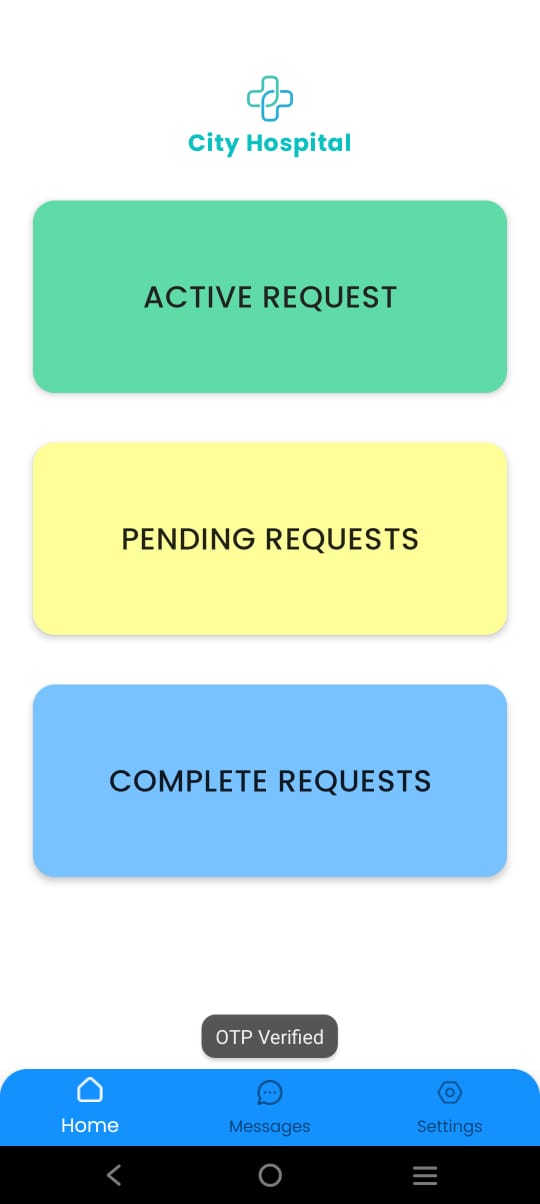 City Hospital
ACTIVE REQUEST
PENDING REQUESTS
COMPLETE REQUESTS
OTP Verified
Home Messages Settings